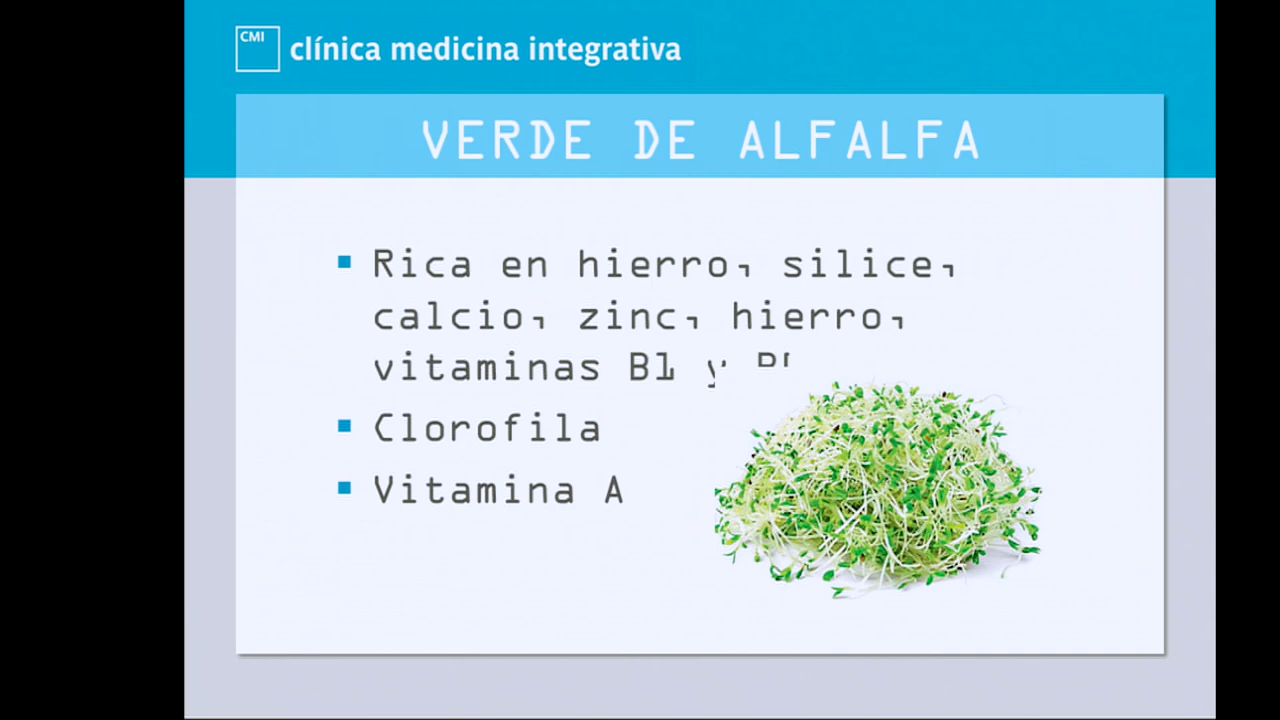 CMI
clínica medicina integrativa
VERDE DE ALFALFA
Rica en hierro, silice,
calcio, zinc, hierro,
vitaminas B1 y
Clorofila
Vitamina A